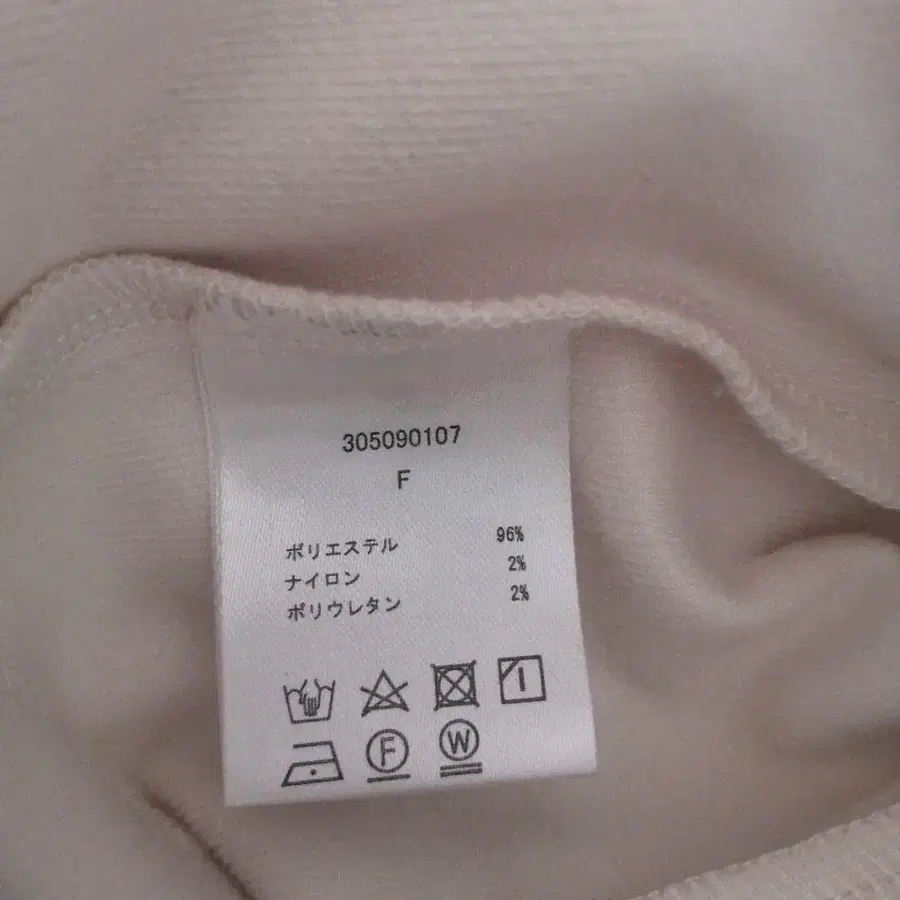 305090107
F
ポリエステル 96%
ナイロン 2%
ポリウレタン 2%
F W